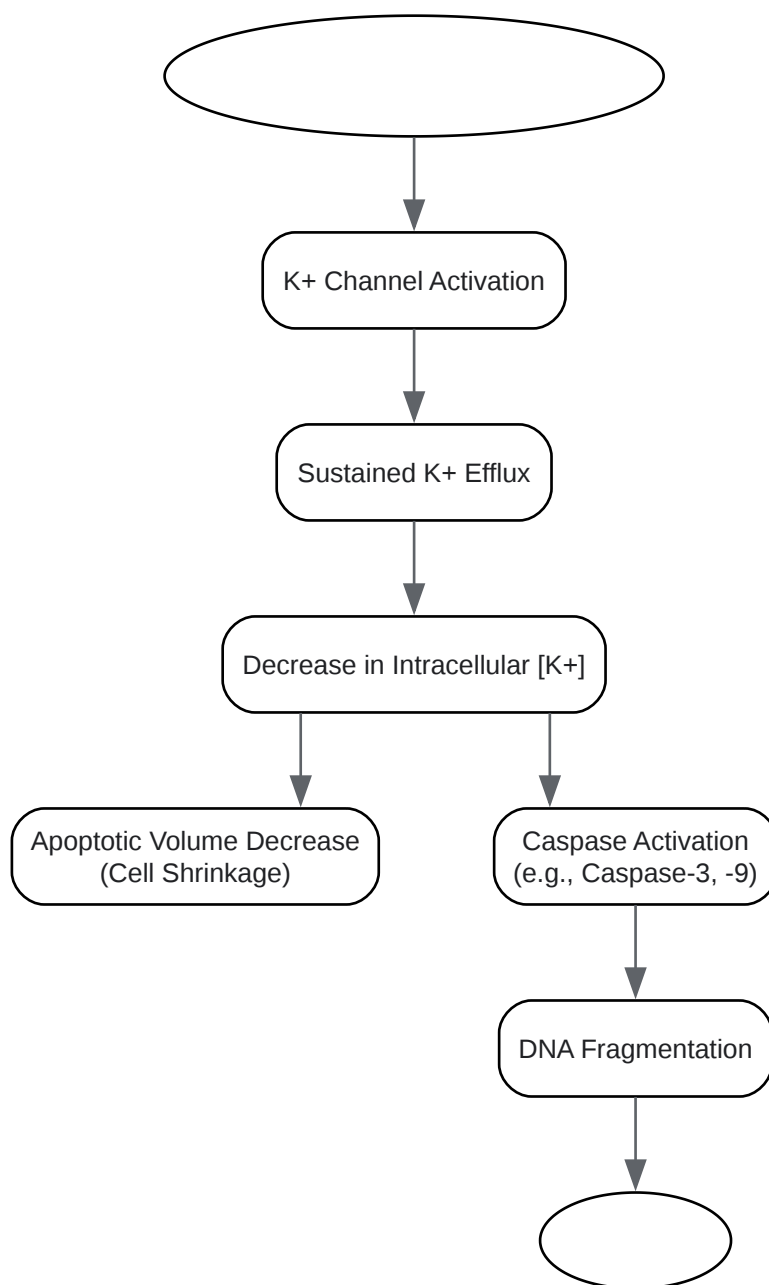 K+ Channel Activation
Sustained K+ Efflux
Decrease in Intracellular [K+]
Apoptotic Volume Decrease
(Cell Shrinkage)
Caspase Activation
(e.g., Caspase-3, -9)
DNA Fragmentation